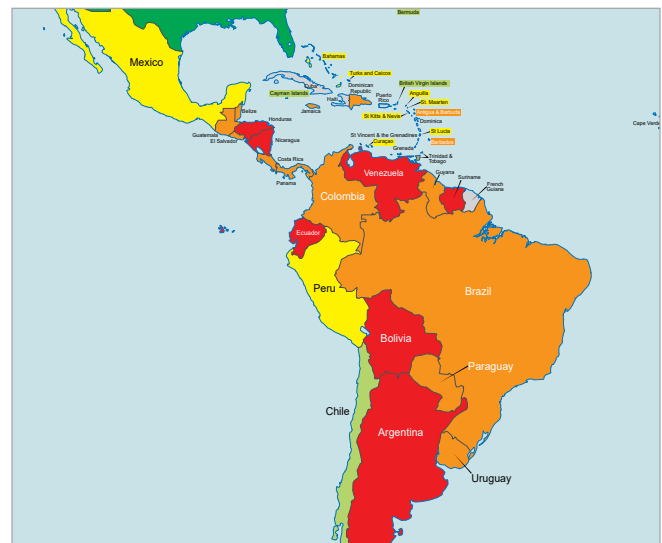 Bermuda
Mexico
Bahamas
Turks and Caicos
Cuba
Cayman Islands
Dominican
Republic
British Virgin Islands
Haiti
Puerto
Rico
Anguilla
St. Maarten
Jamaica
Belize
St Kitts & Nevis
Antigua & Barbuda
Dominica
Cape Verde
Honduras
Guatemala
El Salvador
Nicaragua
St Vincent & the Grenadines
St Lucia
Curaçao
Barbados
Grenada
Costa Rica
Trinidad &
Tobago
Panama
Venezuela
Guyana
Suriname
French
Guiana
Colombia
Ecuador
Peru
Brazil
Bolivia
Paraguay
Chile
Argentina
Uruguay